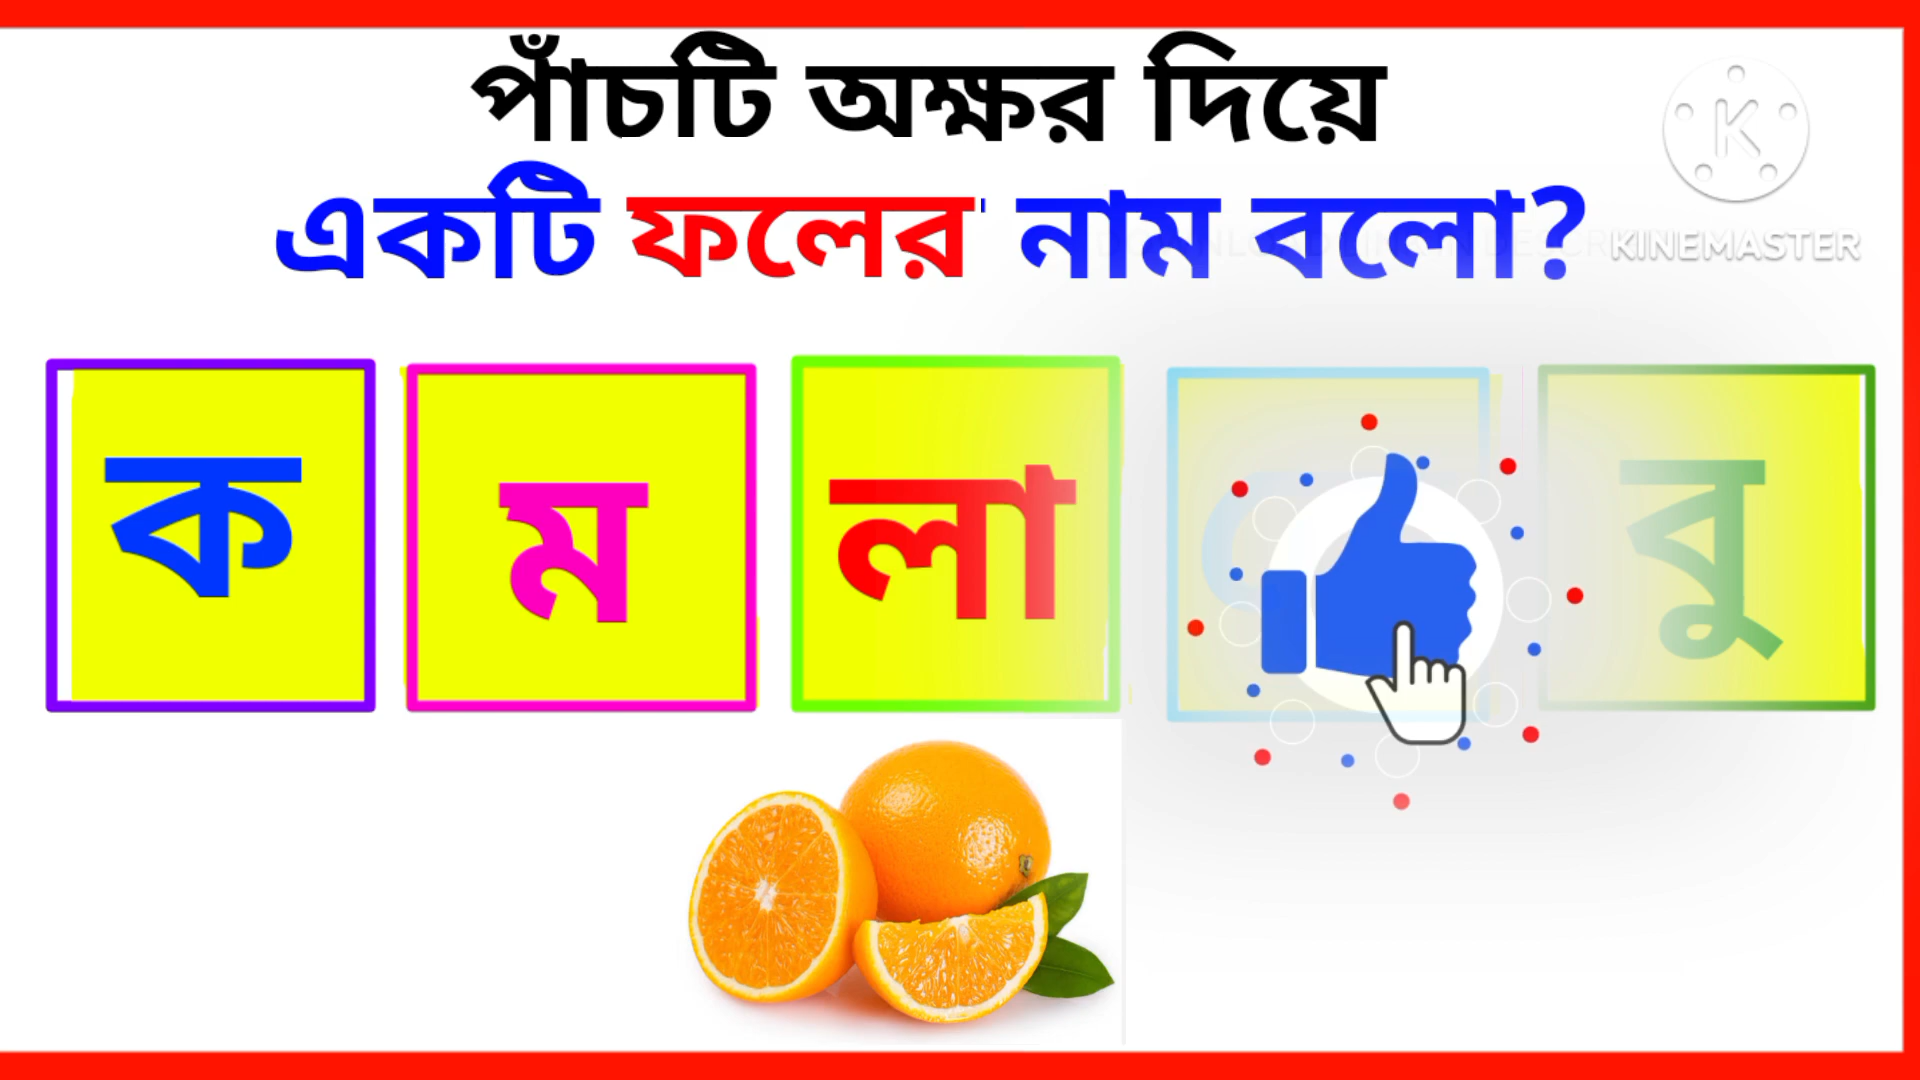 পাঁচটি অক্ষর দিয়ে
একটি ফলের নাম বলো?
K
KINEMASTER
ক ম লা বু